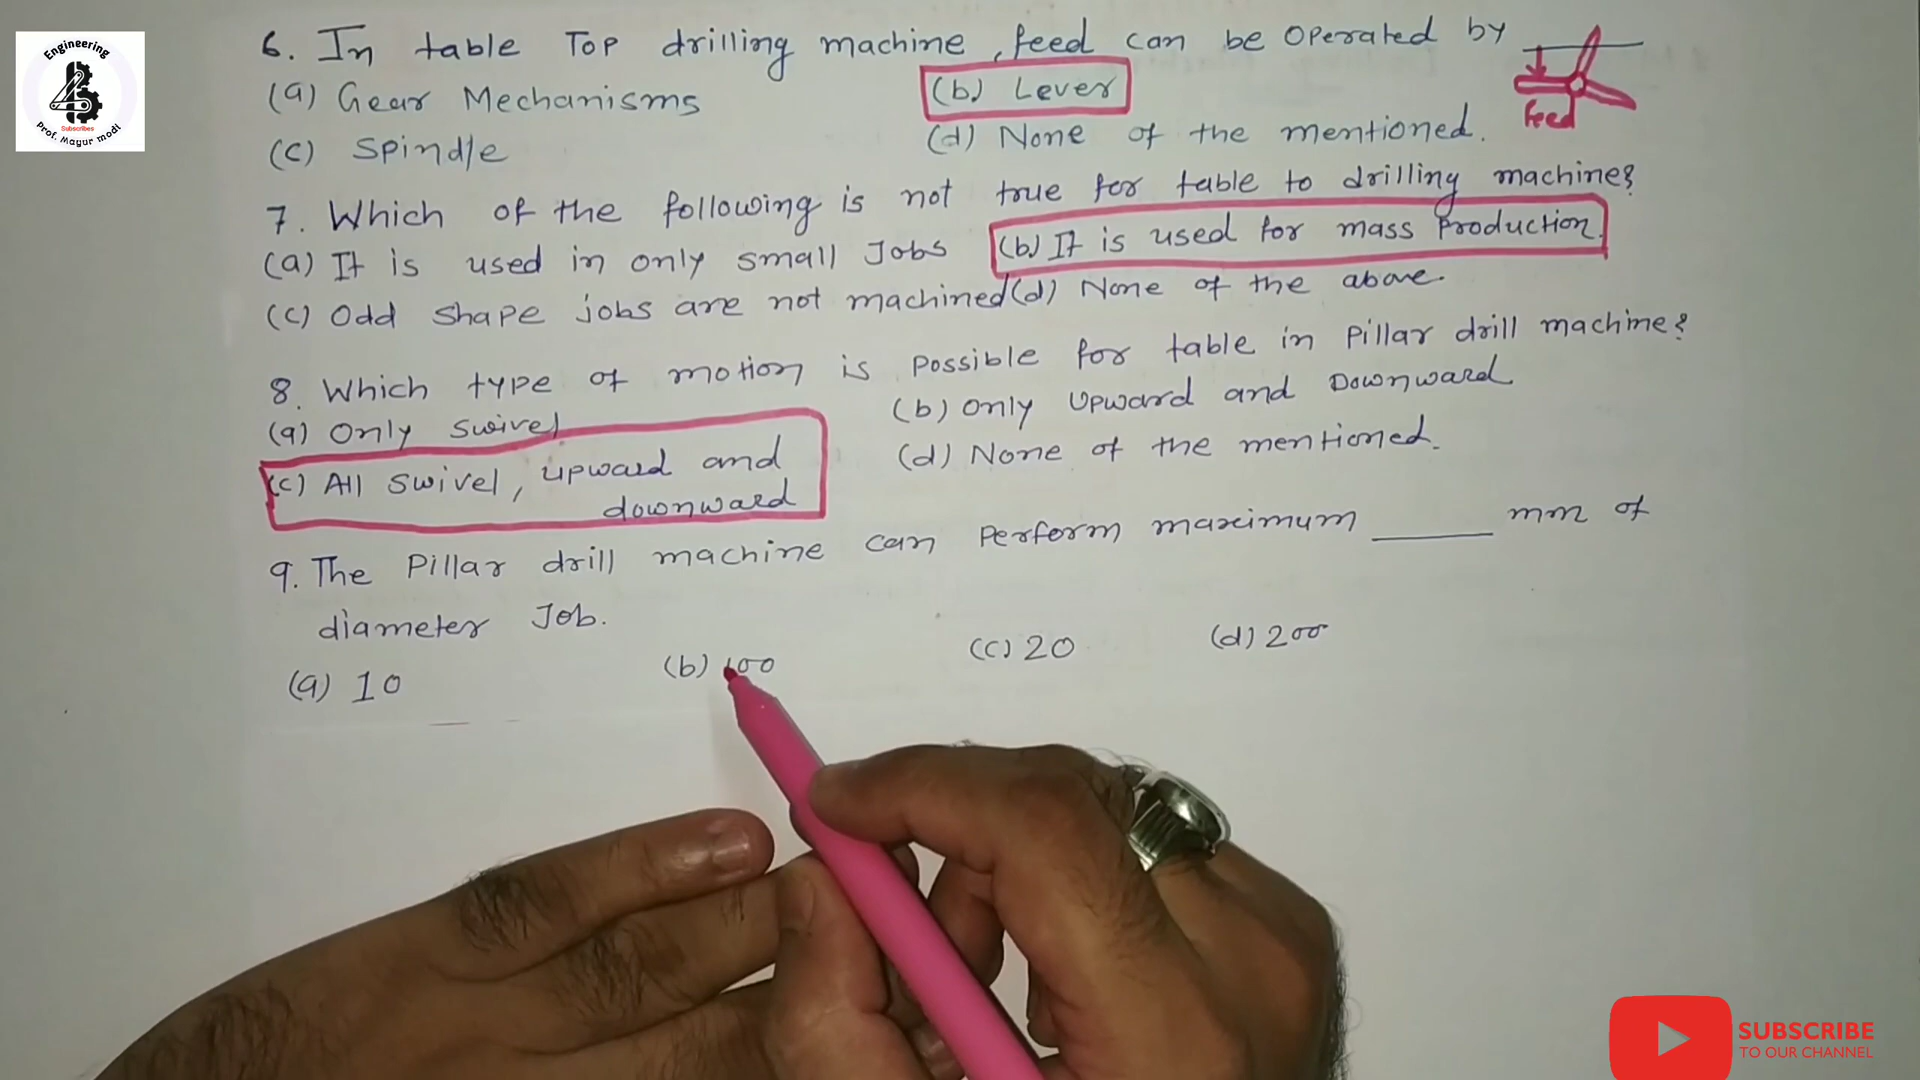 Engineering
Subscribes
Prof. Mayur modi
6. In table Top drilling machine, feed can be operated by ____
(a) Gear Mechanisms (b) Lever
Feed
(c) Spindle (d) None of the mentioned.
7. Which of the following is not true for table to drilling machine?
(a) It is used in only small Jobs (b) It is used for mass Production.
(c) Odd shape jobs are not machined (d) None of the above.
8. Which type of motion is possible for table in Pillar drill machine?
(a) Only swivel (b) Only Upward and Downward
(c) All swivel, upward and (d) None of the mentioned.
downward
9. The Pillar drill machine can Perform maximum ____ mm of
diameter Job.
(a) 10 (b) 100 (c) 20 (d) 200
SUBSCRIBE
TO OUR CHANNEL